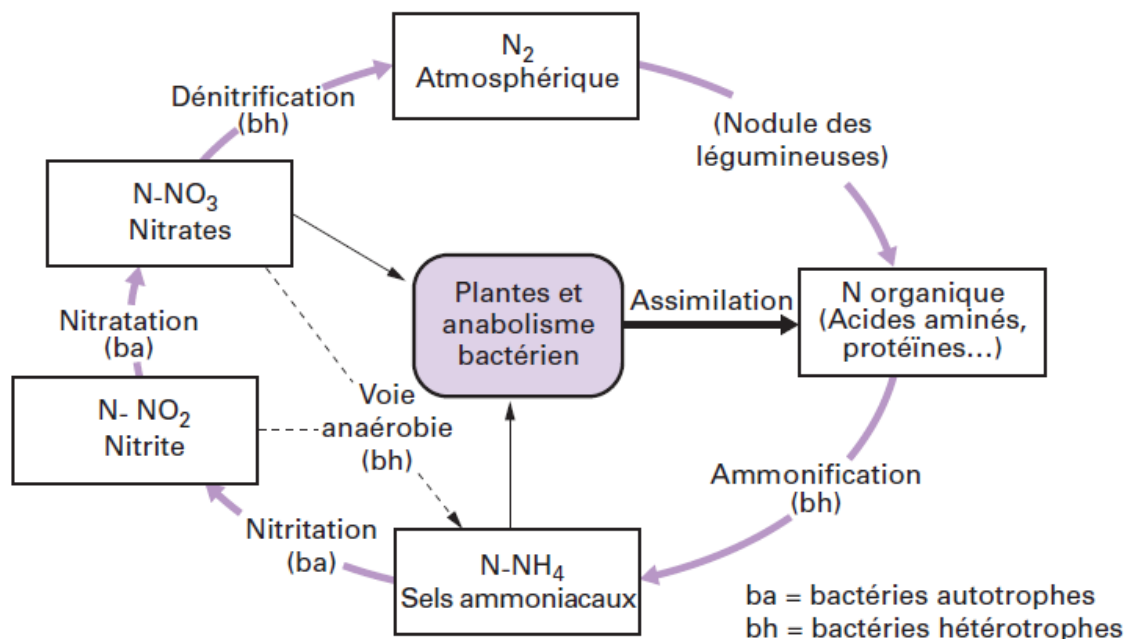 N₂
Atmosphérique
Dénitrification
(bh)
(Nodule des
légumineuses)
N-NO₃
Nitrates
Plantes et
anabolisme
bactérien
Assimilation
N organique
(Acides aminés,
protéïnes...)
Nitratation
(ba)
N- NO₂
Nitrite
Voie
anaérobie
(bh)
Ammonification
(bh)
Nitritation
(ba)
N-NH₄
Sels ammoniacaux
ba = bactéries autotrophes
bh = bactéries hétérotrophes